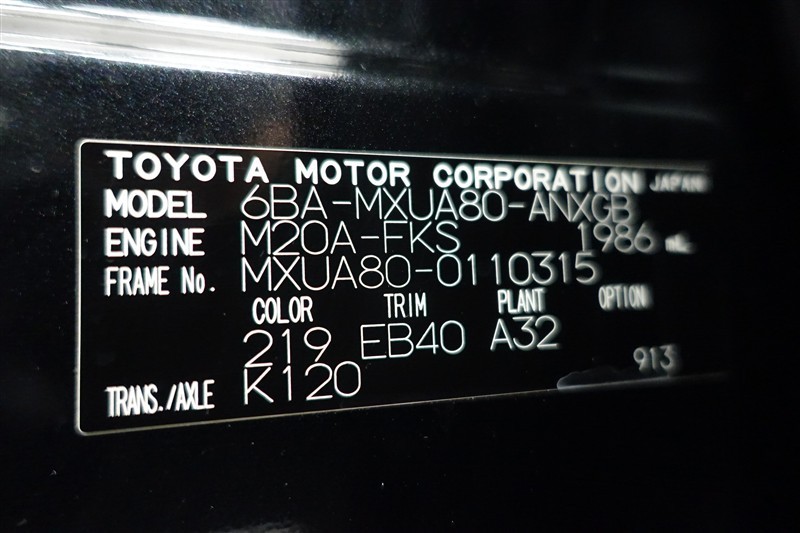 TOYOTA MOTOR CORPORATION JAPAN
MODEL 6BA-MXUA80-ANXGB
ENGINE M20A-FKS 1986 mL
FRAME No. MXUA80-0110315
COLOR TRIM PLANT OPTION
219 EB40 A32
913
TRANS./AXLE K120